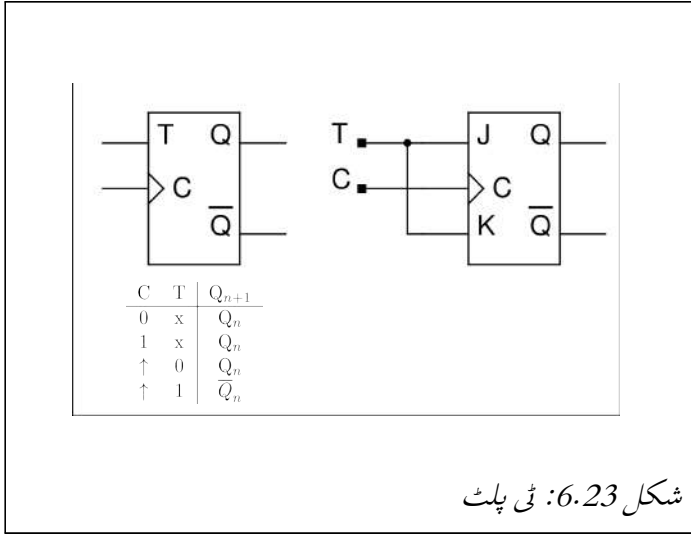 T Q T J Q
C C C
Q̅ K Q̅
C T Qₙ₊₁
0 x Qₙ
1 x Qₙ
↑ 0 Qₙ
↑ 1 Q̅ₙ
شکل 6.23: ٹی پلٹ